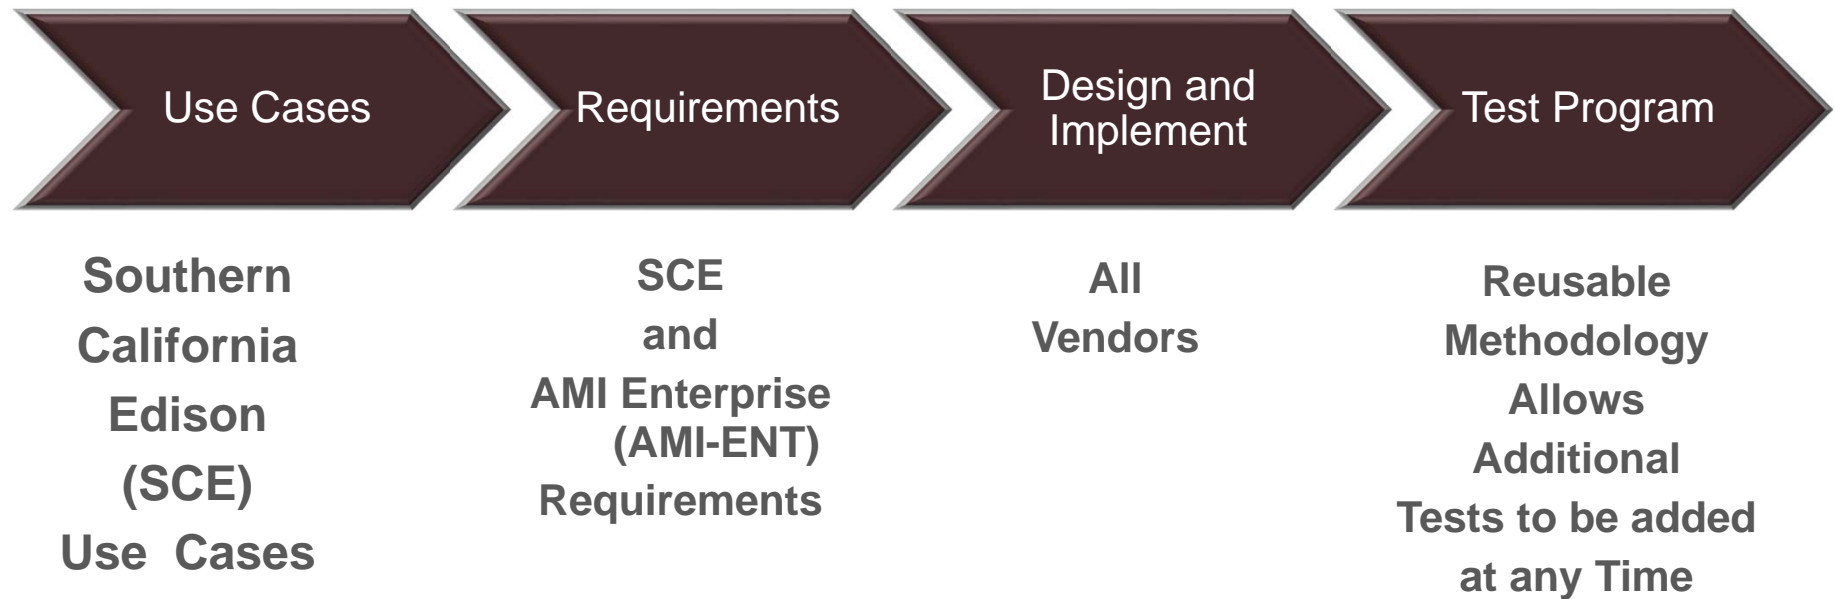 Use Cases
Requirements
Design and
Implement
Test Program
Southern
California
Edison
(SCE)
Use Cases
SCE
and
AMI Enterprise
(AMI-ENT)
Requirements
All
Vendors
Reusable
Methodology
Allows
Additional
Tests to be added
at any Time